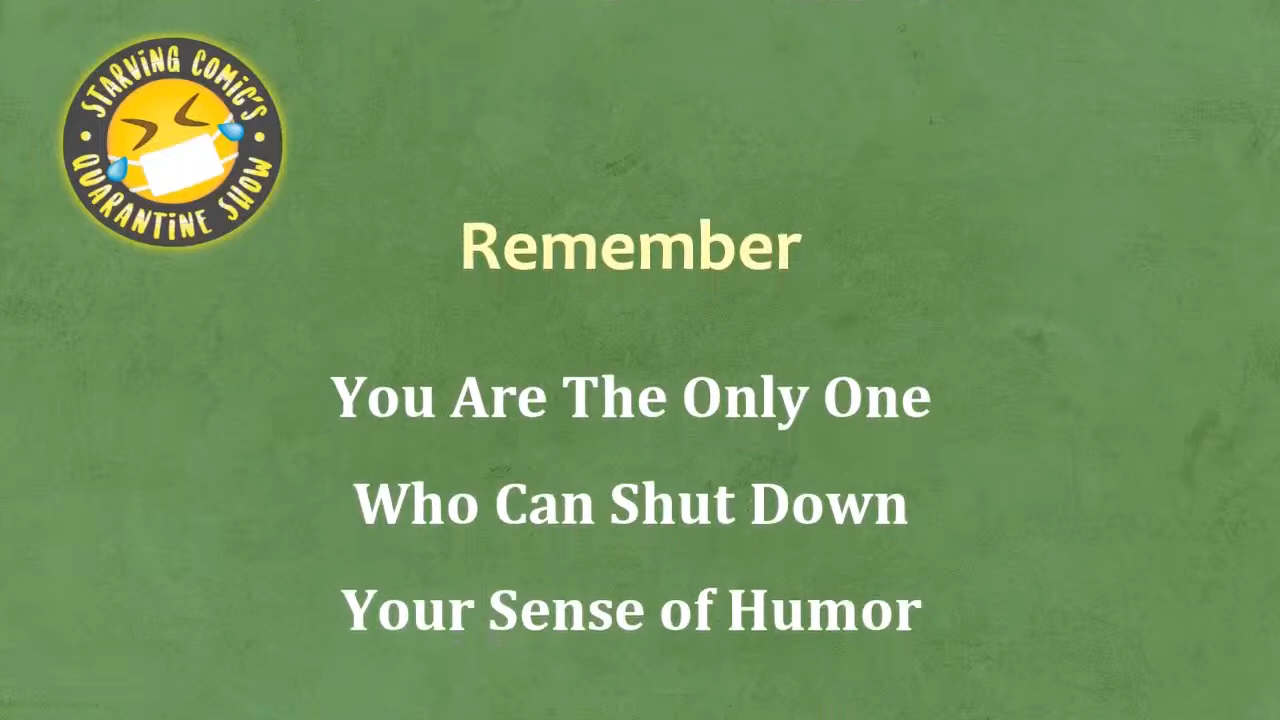 STARViNG COMiC'S
QUARANTiNE SHOW
Remember
You Are The Only One
Who Can Shut Down
Your Sense of Humor